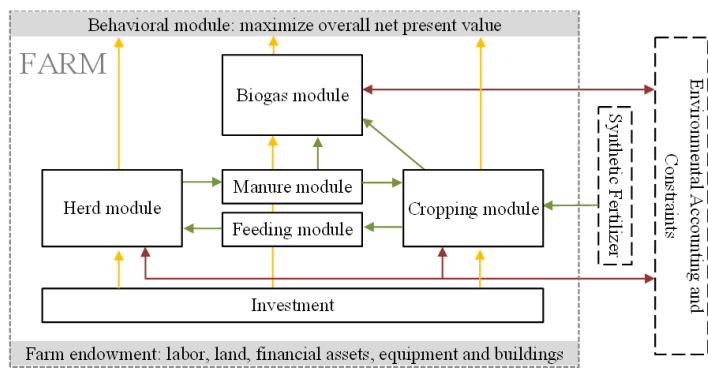 Behavioral module: maximize overall net present value
FARM
Biogas module
Herd module
Manure module
Feeding module
Cropping module
Synthetic Fertilizer
Environmental Accounting and
Constraints
Investment
Farm endowment: labor, land, financial assets, equipment and buildings